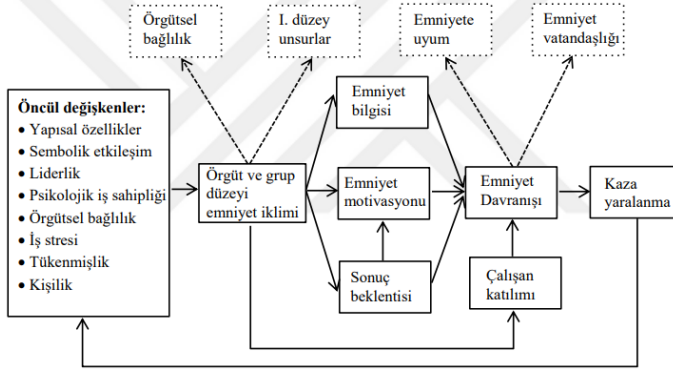 Örgütsel
bağlılık
I. düzey
unsurlar
Emniyete
uyum
Emniyet
vatandaşlığı
Öncül değişkenler:
• Yapısal özellikler
• Sembolik etkileşim
• Liderlik
• Psikolojik iş sahipliği
• Örgütsel bağlılık
• İş stresi
• Tükenmişlik
• Kişilik
Örgüt ve grup
düzeyi
emniyet iklimi
Emniyet
bilgisi
Emniyet
motivasyonu
Sonuç
beklentisi
Emniyet
Davranışı
Çalışan
katılımı
Kaza
yaralanma